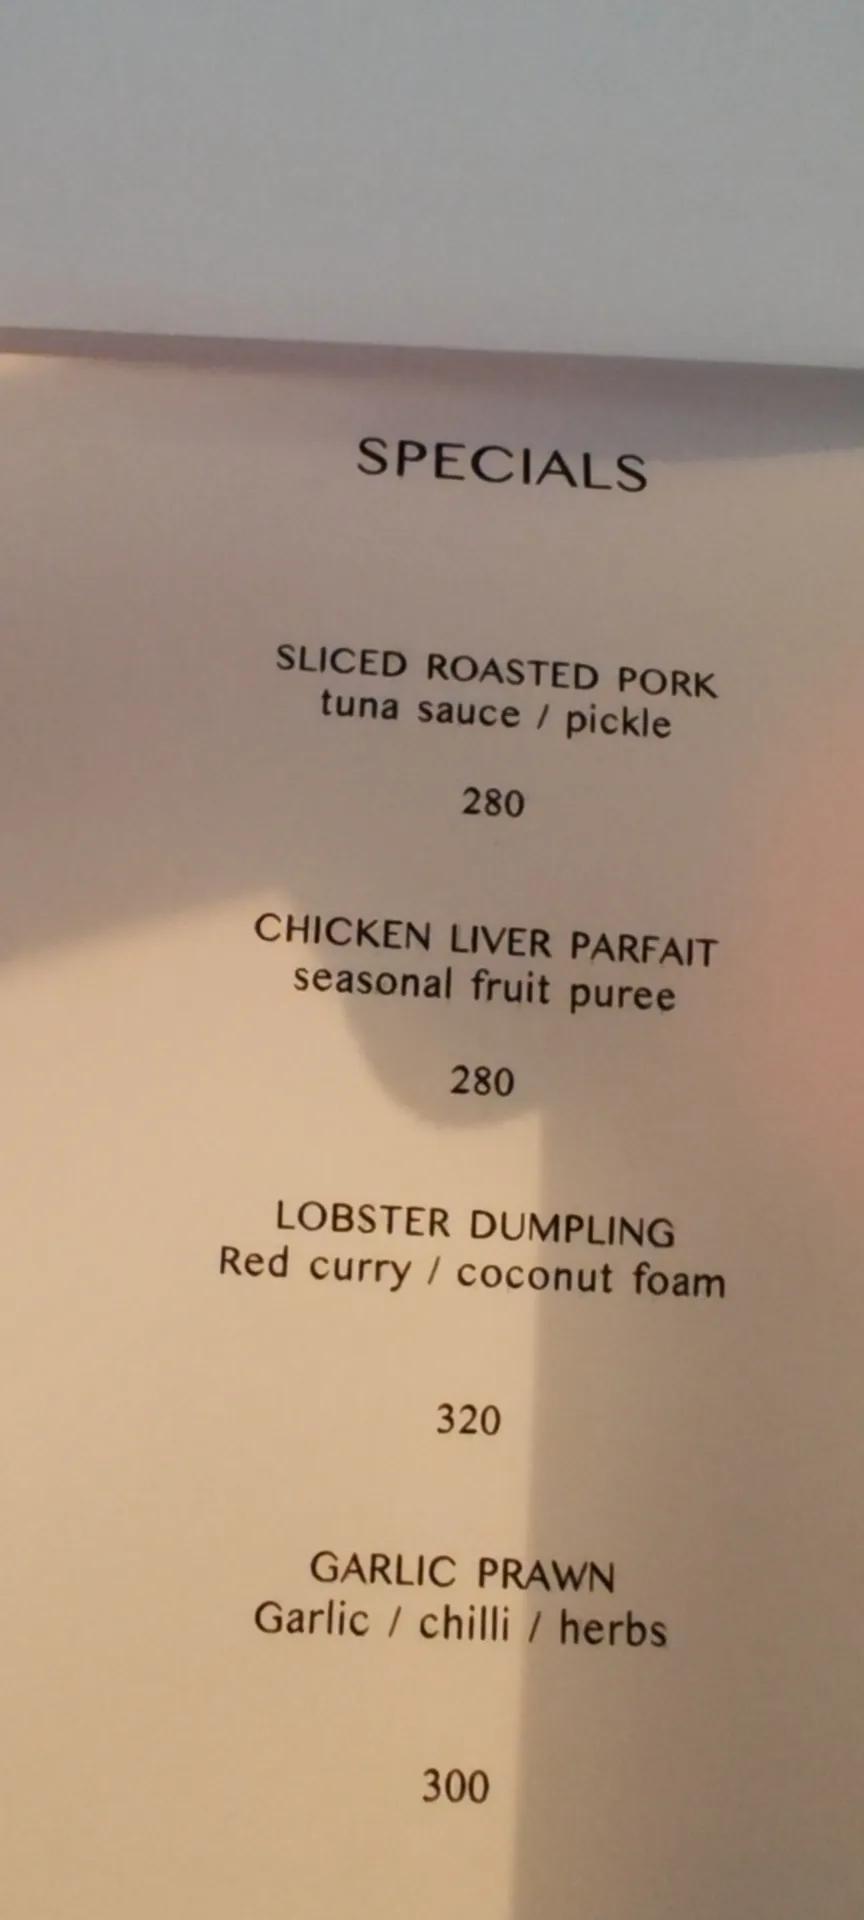 SPECIALS
SLICED ROASTED PORK
tuna sauce / pickle
280
CHICKEN LIVER PARFAIT
seasonal fruit puree
280
LOBSTER DUMPLING
Red curry / coconut foam
320
GARLIC PRAWN
Garlic / chilli / herbs
300